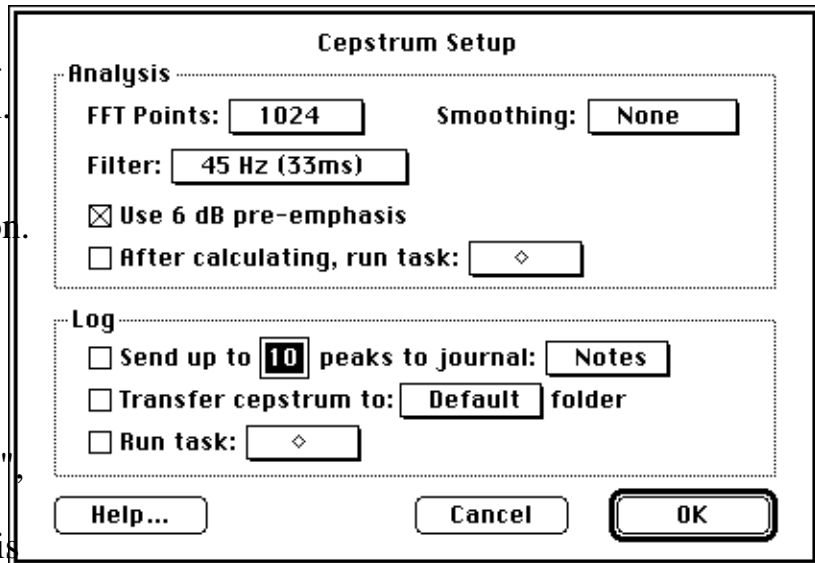 Cepstrum Setup
Analysis
FFT Points: 1024 Smoothing: None
Filter: 45 Hz (33ms)
Use 6 dB pre-emphasis
After calculating, run task:
Log
Send up to 10 peaks to journal: Notes
Transfer cepstrum to: Default folder
Run task:
Help... Cancel OK